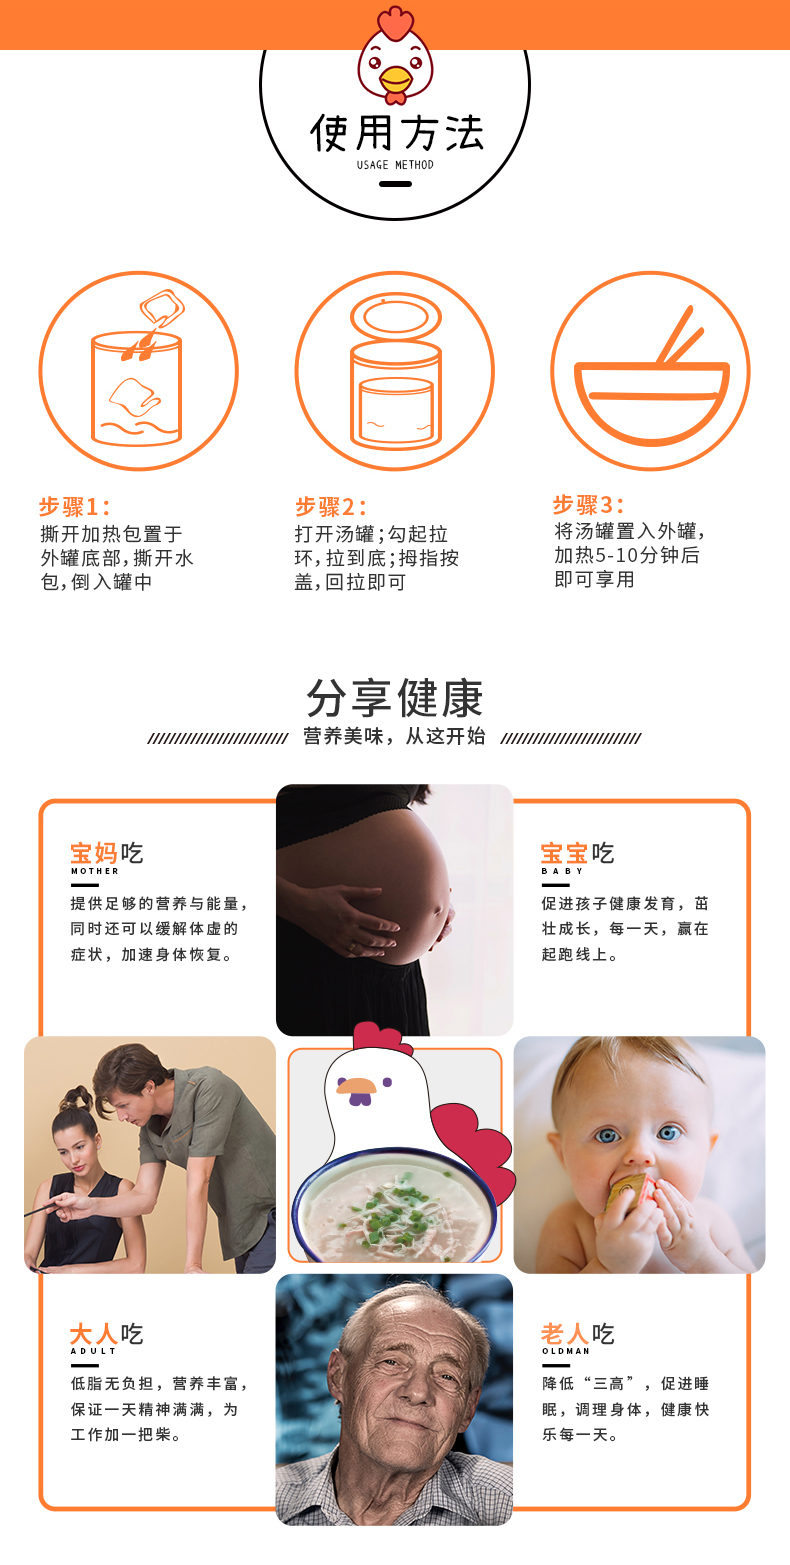 使用方法
USAGE METHOD
步骤1：
撕开加热包置于
外罐底部，撕开水
包，倒入罐中
步骤2：
打开汤罐；勾起拉
环，拉到底；拇指按
盖，回拉即可
步骤3：
将汤罐置入外罐，
加热5-10分钟后
即可享用
分享健康
营养美味，从这开始
宝妈吃
MOTHER
提供足够的营养与能量，
同时还可以缓解体虚的
症状，加速身体恢复。
宝宝吃
BABY
促进孩子健康发育，茁
壮成长，每一天，赢在
起跑线上。
大人吃
ADULT
低脂无负担，营养丰富，
保证一天精神满满，为
工作加一把柴。
老人吃
OLDMAN
降低“三高”，促进睡
眠，调理身体，健康快
乐每一天。